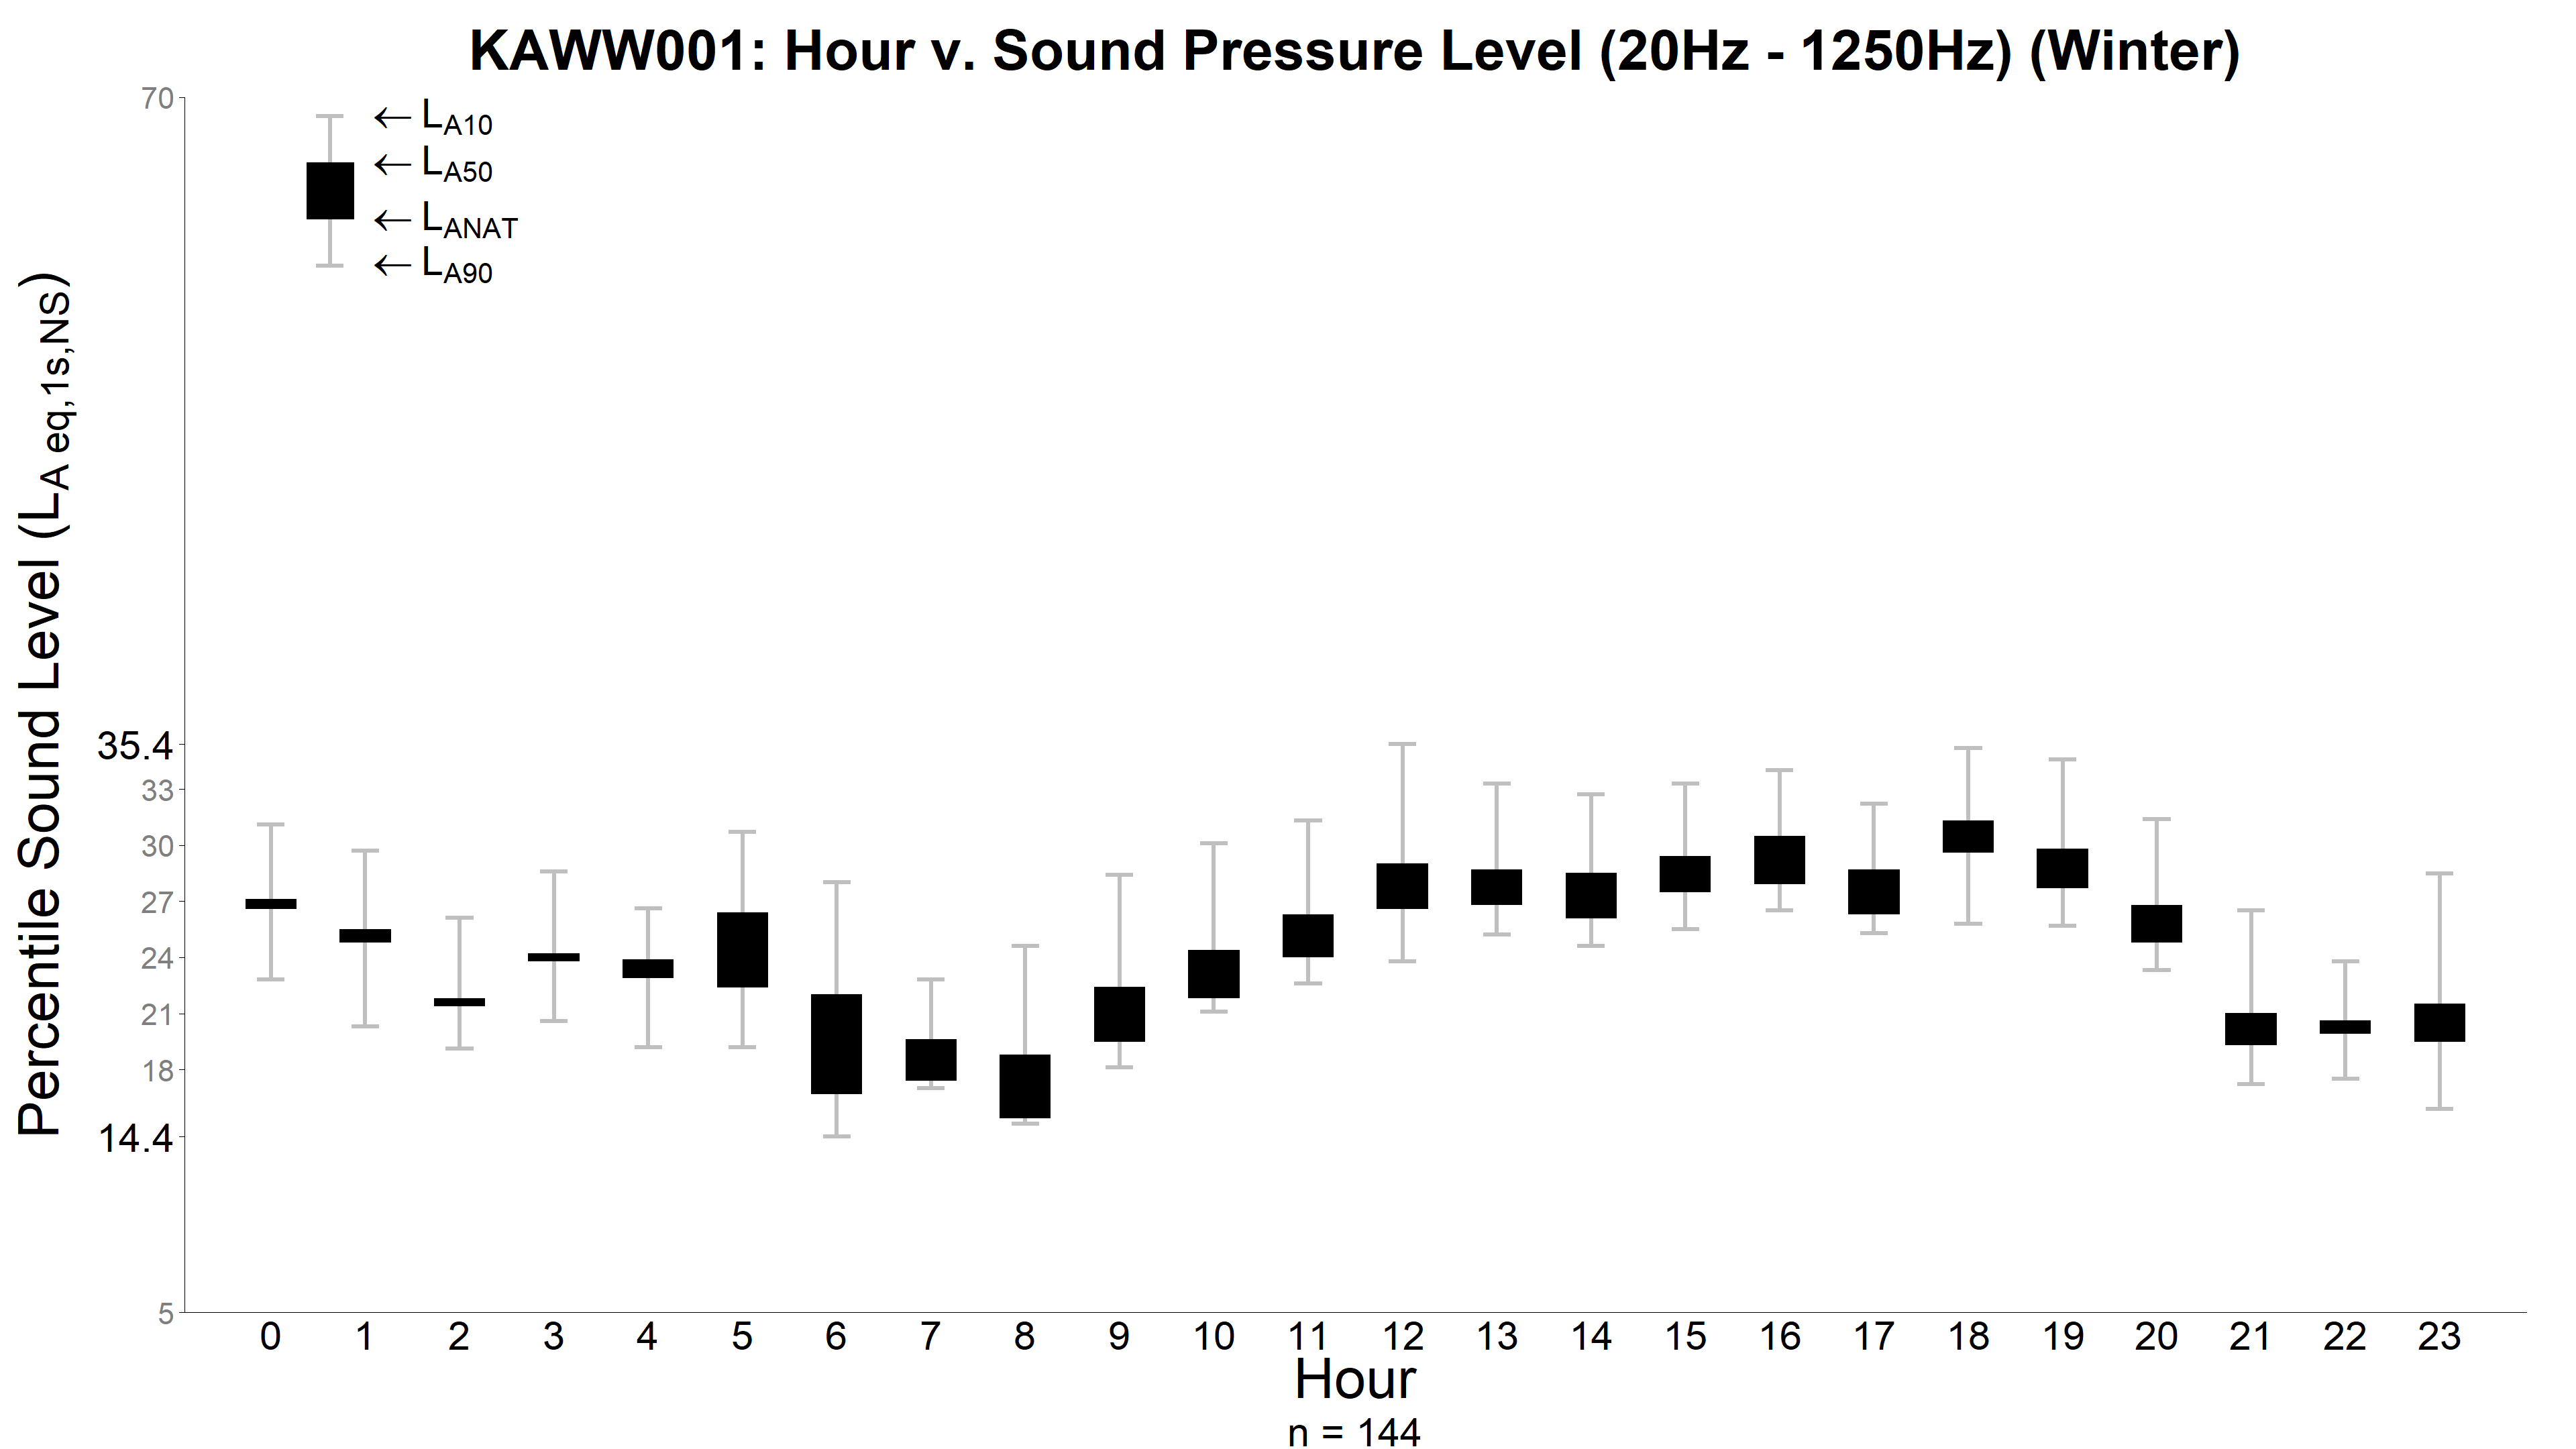 KAWW001: Hour v. Sound Pressure Level (20Hz - 1250Hz) (Winter)
← LA10
← LA50
← LANAT
← LA90
Percentile Sound Level (LA eq,1s,NS)
70
35.4
33
30
27
24
21
18
14.4
5
0 1 2 3 4 5 6 7 8 9 10 11 12 13 14 15 16 17 18 19 20 21 22 23
Hour
n = 144